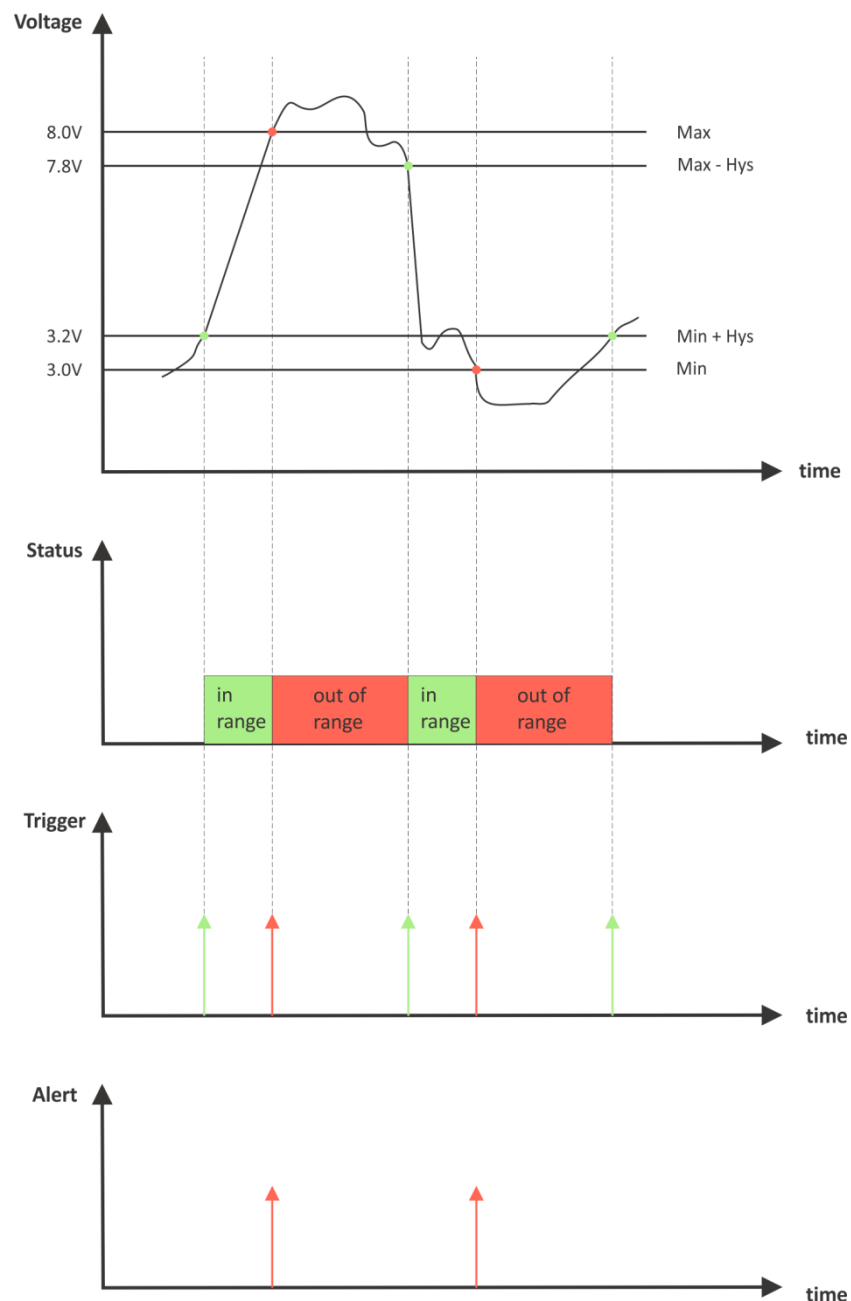 Voltage
8.0V
Max
7.8V
Max - Hys
3.2V
Min + Hys
3.0V
Min
time
Status
in
range
out of
range
in
range
out of
range
time
Trigger
time
Alert
time